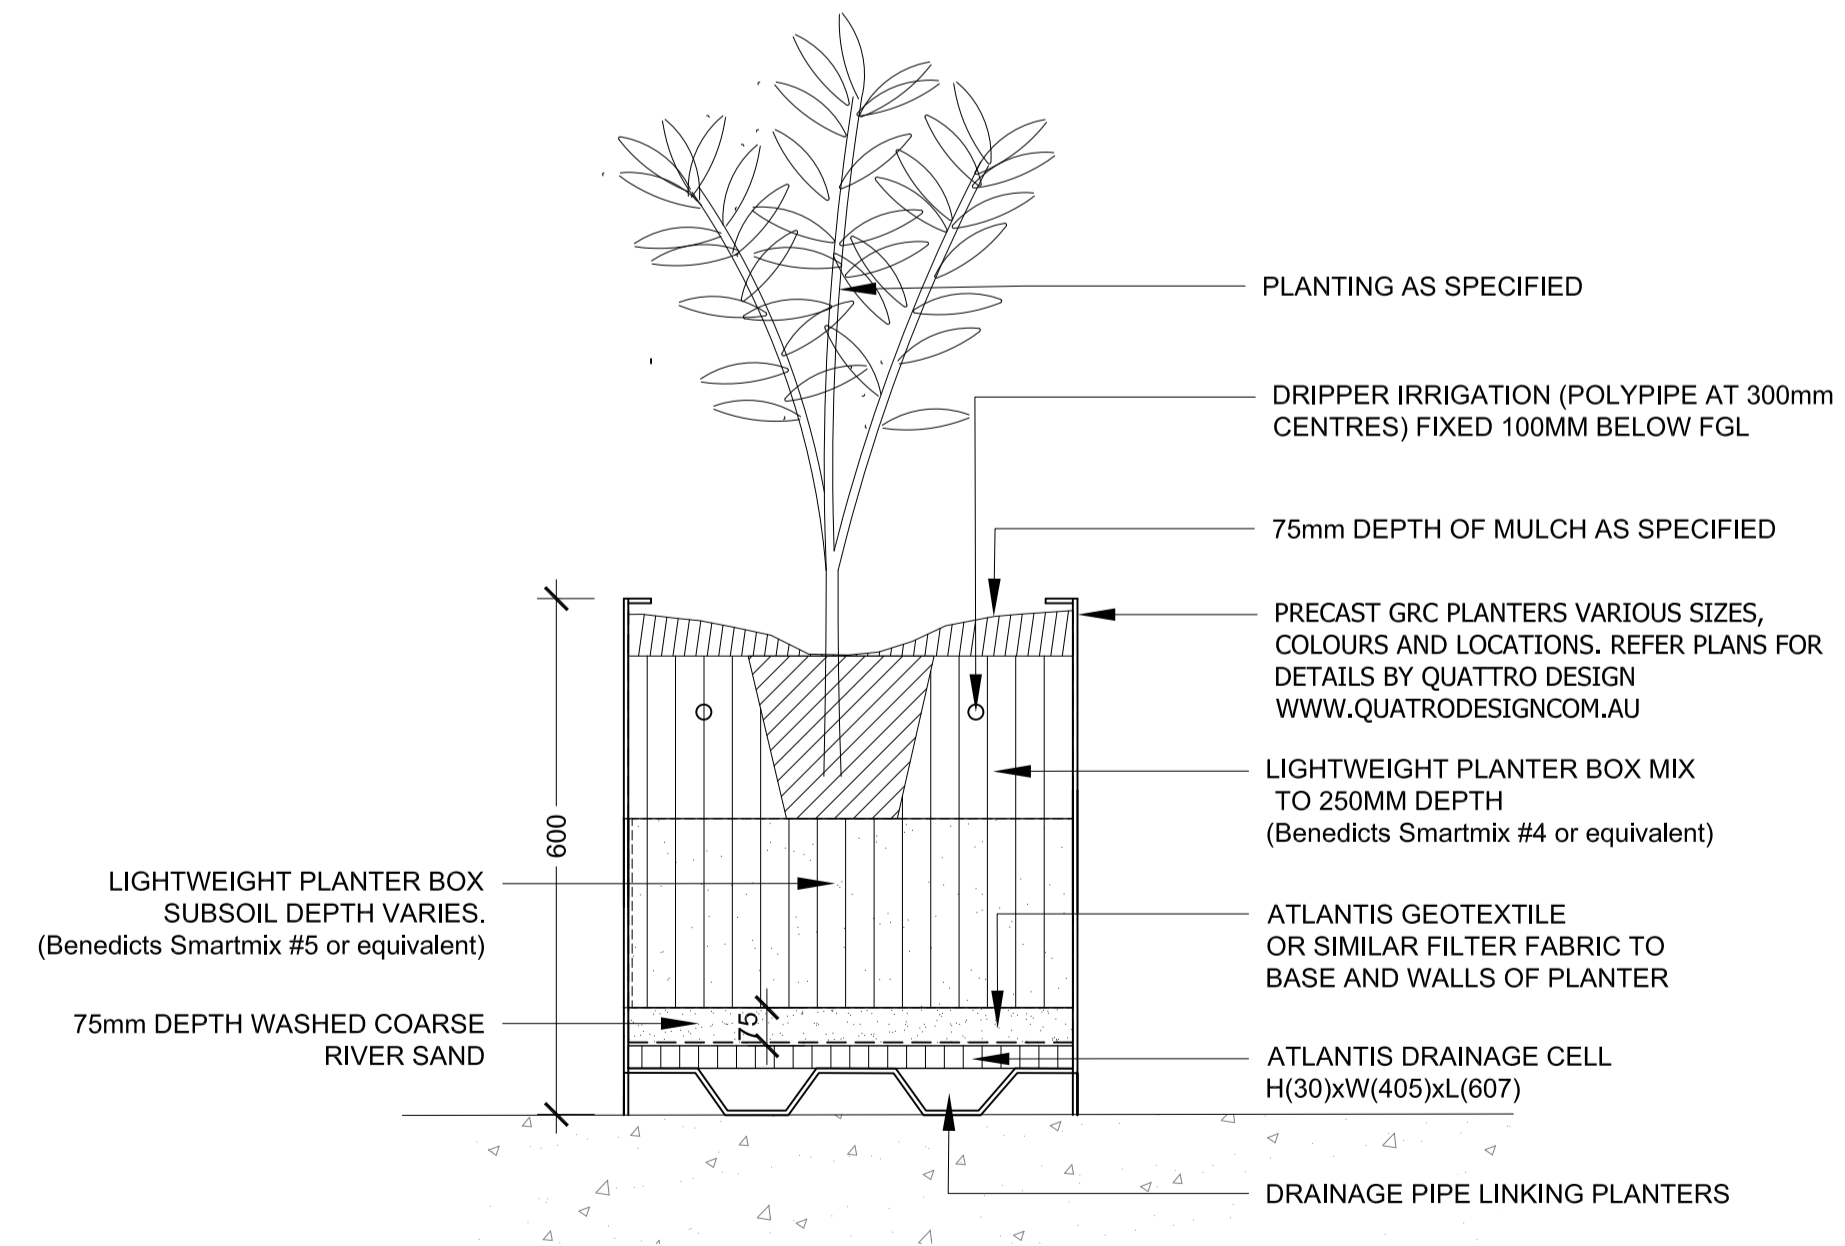 PLANTING AS SPECIFIED
DRIPPER IRRIGATION (POLYPIPE AT 300mm
CENTRES) FIXED 100MM BELOW FGL
75mm DEPTH OF MULCH AS SPECIFIED
PRECAST GRC PLANTERS VARIOUS SIZES,
COLOURS AND LOCATIONS. REFER PLANS FOR
DETAILS BY QUATTRO DESIGN
WWW.QUATRODESIGNCOM.AU
LIGHTWEIGHT PLANTER BOX MIX
TO 250MM DEPTH
(Benedicts Smartmix #4 or equivalent)
600
LIGHTWEIGHT PLANTER BOX
SUBSOIL DEPTH VARIES.
(Benedicts Smartmix #5 or equivalent)
ATLANTIS GEOTEXTILE
OR SIMILAR FILTER FABRIC TO
BASE AND WALLS OF PLANTER
75mm DEPTH WASHED COARSE
RIVER SAND
75
ATLANTIS DRAINAGE CELL
H(30)xW(405)xL(607)
DRAINAGE PIPE LINKING PLANTERS